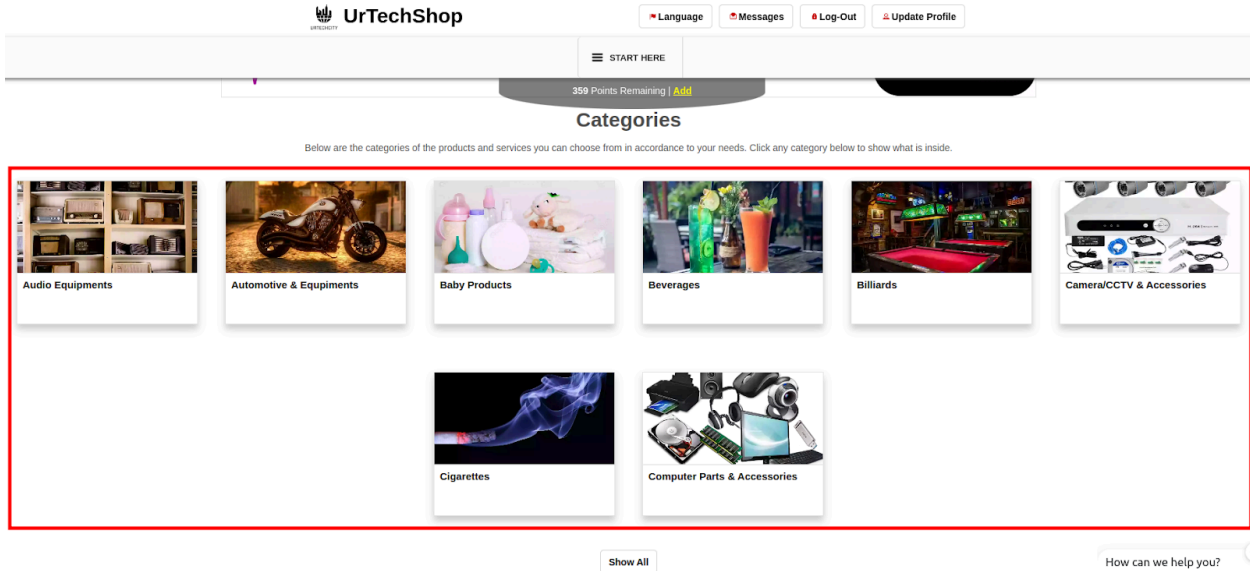 UrTechShop
URTECHCITY
Language
Messages
Log-Out
Update Profile
START HERE
359 Points Remaining | Add
Categories
Below are the categories of the products and services you can choose from in accordance to your needs. Click any category below to show what is inside.
Audio Equipments
Automotive & Equpiments
Baby Products
Beverages
Billiards
Camera/CCTV & Accessories
Cigarettes
Computer Parts & Accessories
Show All
How can we help you?